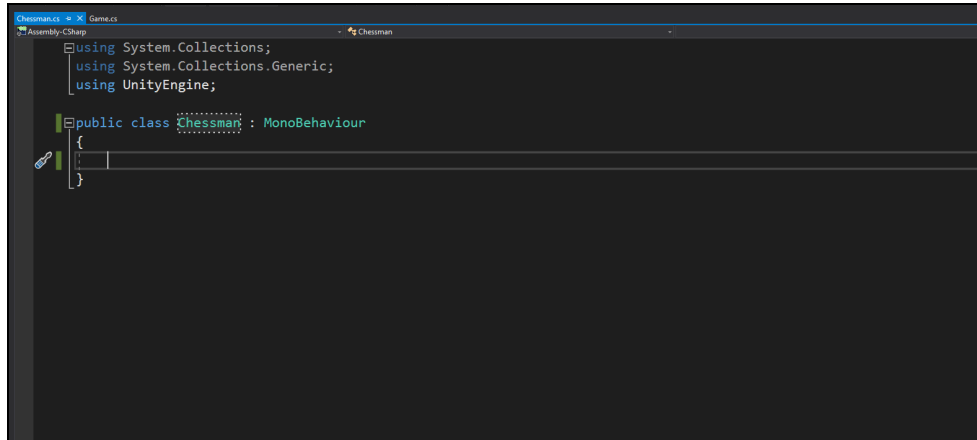 Chessman.cs Game.cs
Assembly-CSharp Chessman
using System.Collections;
using System.Collections.Generic;
using UnityEngine;
public class Chessman : MonoBehaviour
{
}